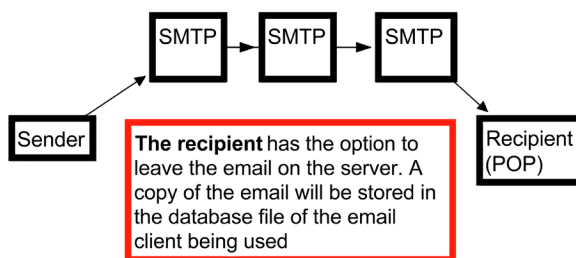 SMTP
SMTP
SMTP
Sender
Recipient
(POP)
The recipient has the option to
leave the email on the server. A
copy of the email will be stored in
the database file of the email
client being used